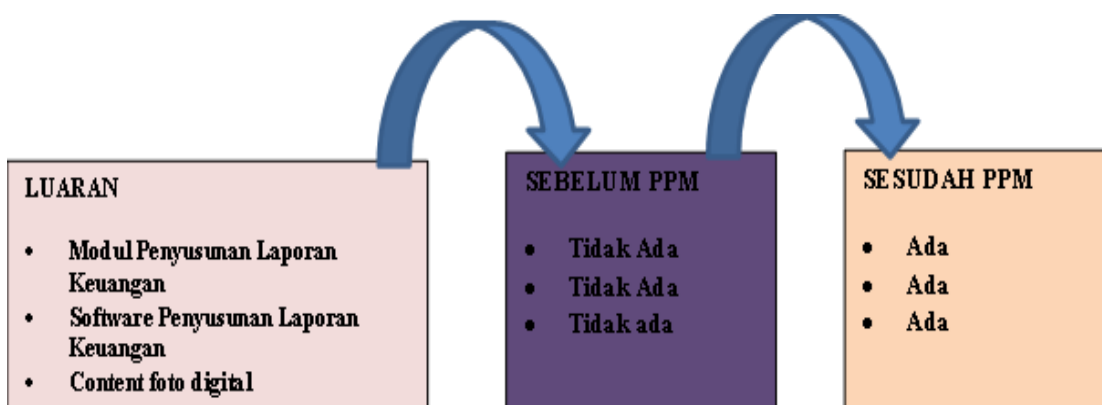 LUARAN
• Modul Penyusunan Laporan
Keuangan
• Software Penyusunan Laporan
Keuangan
• Content foto digital
SEBELUM PPM
• Tidak Ada
• Tidak Ada
• Tidak ada
SESUDAH PPM
• Ada
• Ada
• Ada